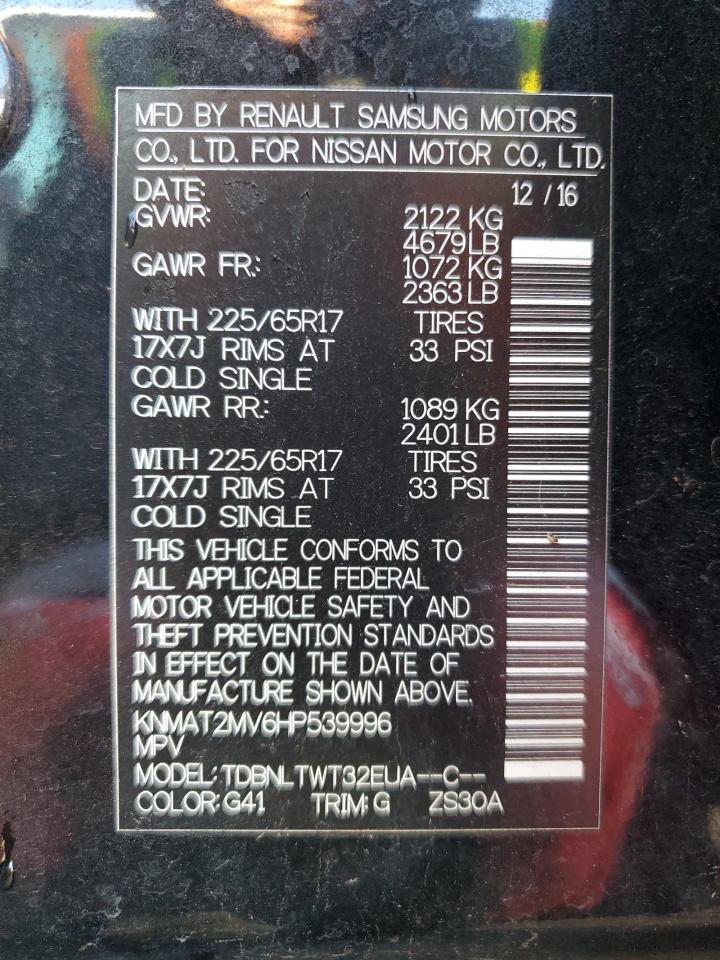 MFD BY RENAULT SAMSUNG MOTORS
CO., LTD. FOR NISSAN MOTOR CO., LTD.
DATE: 12 / 16
GVWR: 2122 KG
4679 LB
GAWR FR.: 1072 KG
2363 LB
WITH 225/65R17 TIRES
17X7J RIMS AT 33 PSI
COLD SINGLE
GAWR RR.: 1089 KG
2401 LB
WITH 225/65R17 TIRES
17X7J RIMS AT 33 PSI
COLD SINGLE
THIS VEHICLE CONFORMS TO
ALL APPLICABLE FEDERAL
MOTOR VEHICLE SAFETY AND
THEFT PREVENTION STANDARDS
IN EFFECT ON THE DATE OF
MANUFACTURE SHOWN ABOVE.
KNMAT2MV6HP539996
MPV
MODEL: TDBNLTWT32EUA--C--
COLOR: G41 TRIM: G ZS30A